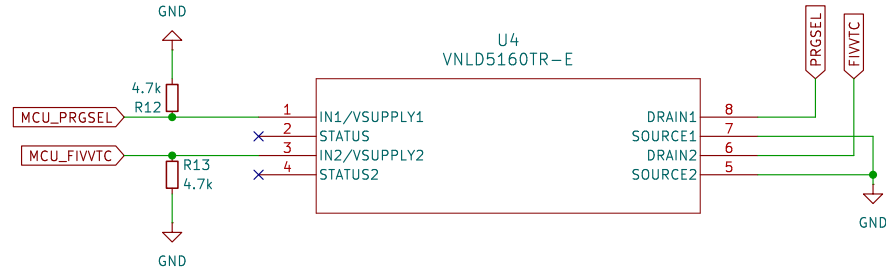 GND
U4
VNLD5160TR-E
PRGSEL
FIVVTC
4.7k
R12
MCU_PRGSEL
1
IN1/VSUPPLY1
DRAIN1
8
2
STATUS
SOURCE1
7
MCU_FIVVTC
3
IN2/VSUPPLY2
DRAIN2
6
R13
4.7k
4
STATUS2
SOURCE2
5
GND
GND